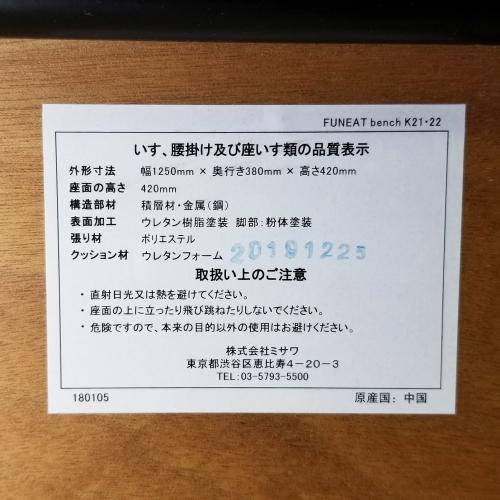 FUNEAT bench K21・22
いす、腰掛け及び座いす類の品質表示
外形寸法 幅1250mm × 奥行き380mm × 高さ420mm
座面の高さ 420mm
構造部材 積層材・金属(鋼)
表面加工 ウレタン樹脂塗装 脚部:粉体塗装
張り材 ポリエステル
クッション材 ウレタンフォーム 20191225
取扱い上のご注意
・ 直射日光又は熱を避けてください。
・ 座面の上に立ったり飛び跳ねたりしないでください。
・ 危険ですので、本来の目的以外の使用はお避けください。
株式会社ミサワ
東京都渋谷区恵比寿4-20-3
TEL:03-5793-5500
180105 原産国: 中国